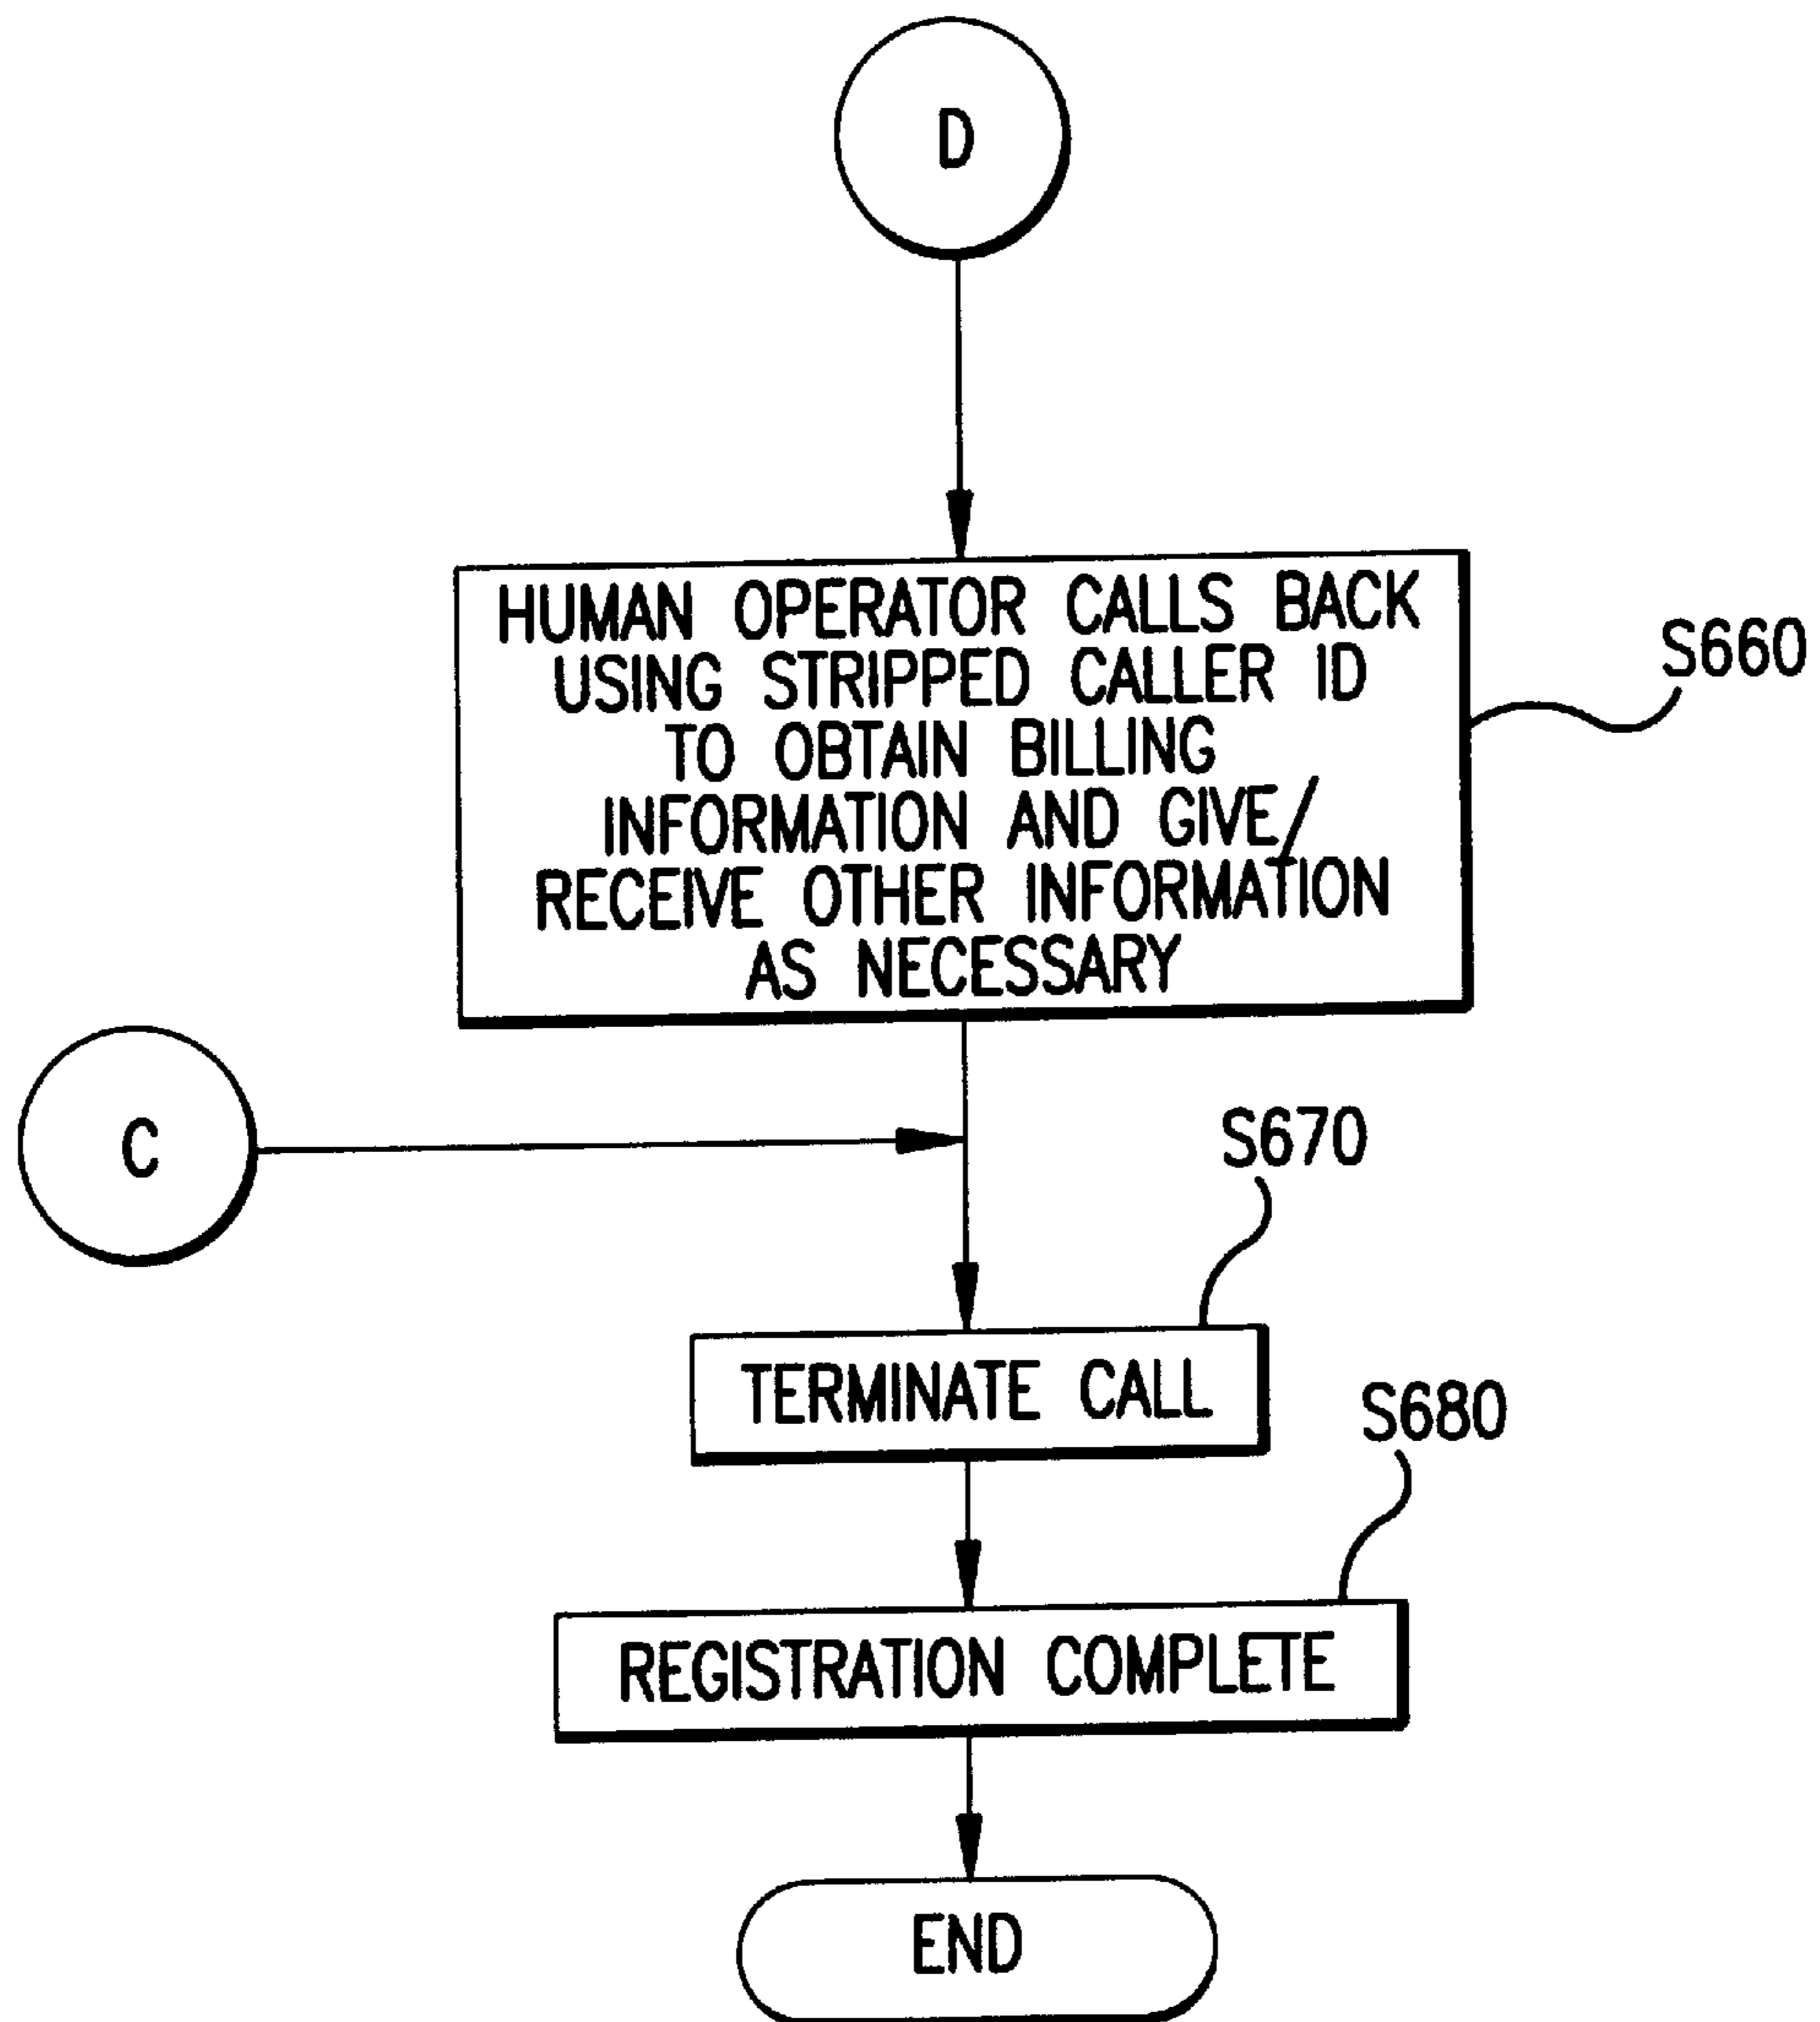 D
HUMAN OPERATOR CALLS BACK
USING STRIPPED CALLER ID
TO OBTAIN BILLING
INFORMATION AND GIVE/
RECEIVE OTHER INFORMATION
AS NECESSARY
S660
C
S670
TERMINATE CALL
S680
REGISTRATION COMPLETE
END